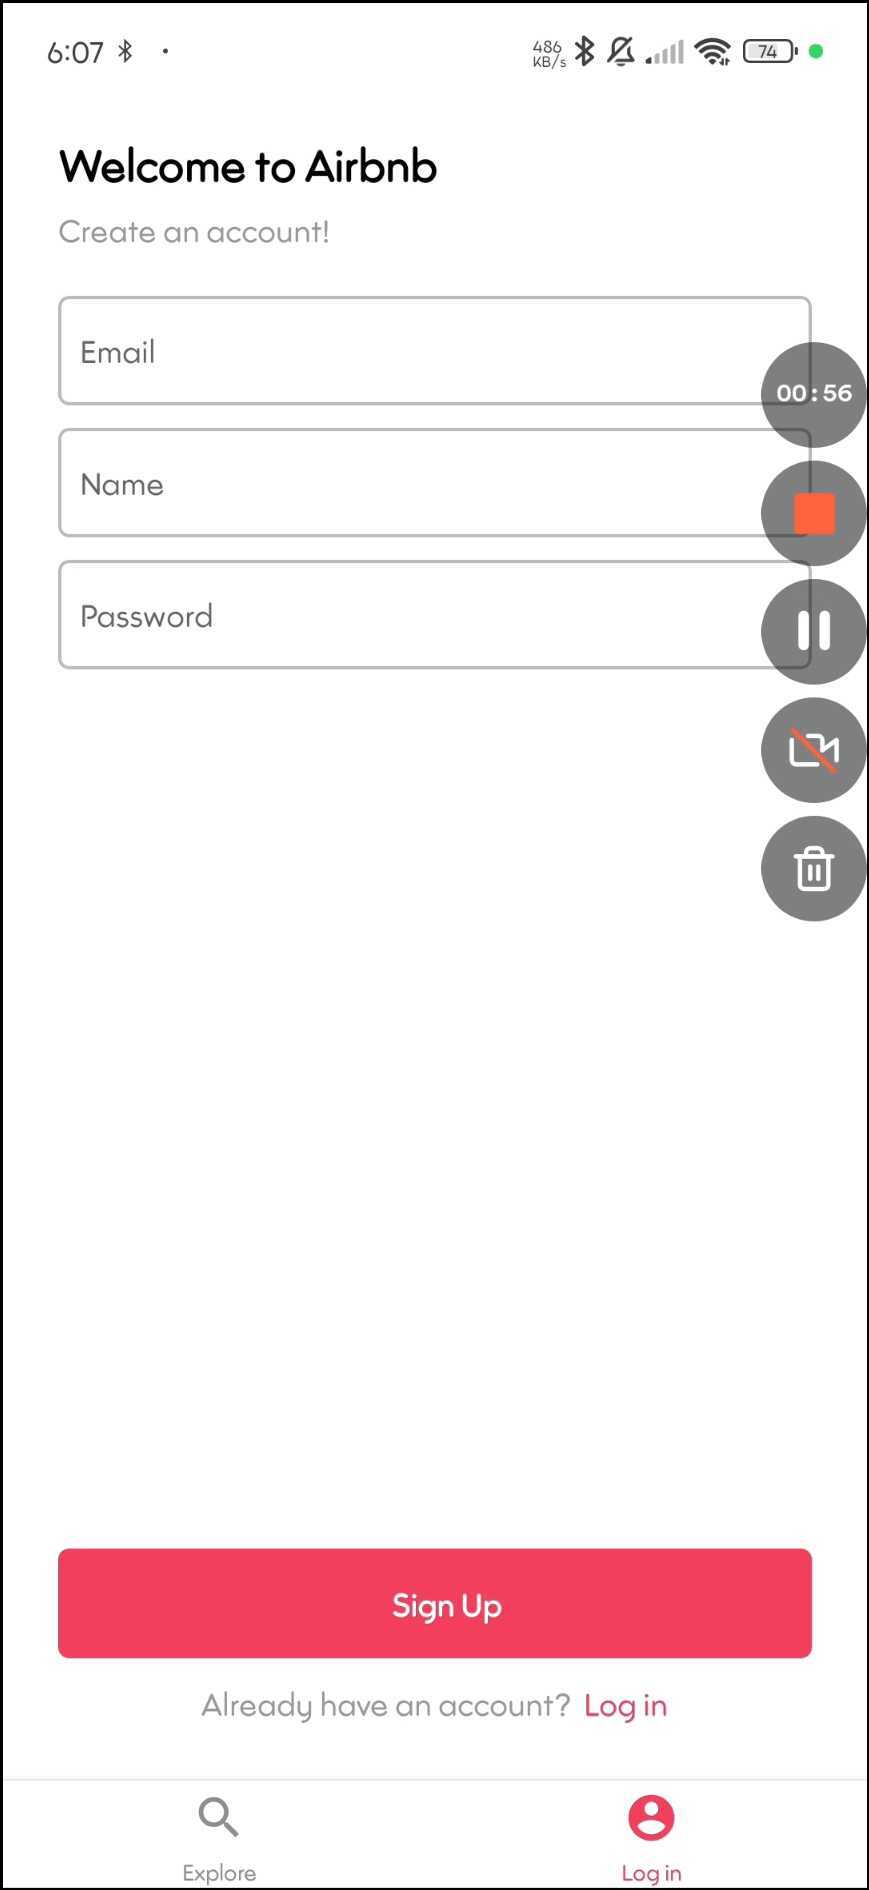 6:07
486
KB/s
74
Welcome to Airbnb
Create an account!
Email
00:56
Name
Password
Sign Up
Already have an account? Log in
Explore
Log in